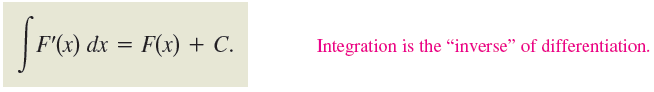 ∫ F'(x) dx = F(x) + C.
Integration is the “inverse” of differentiation.